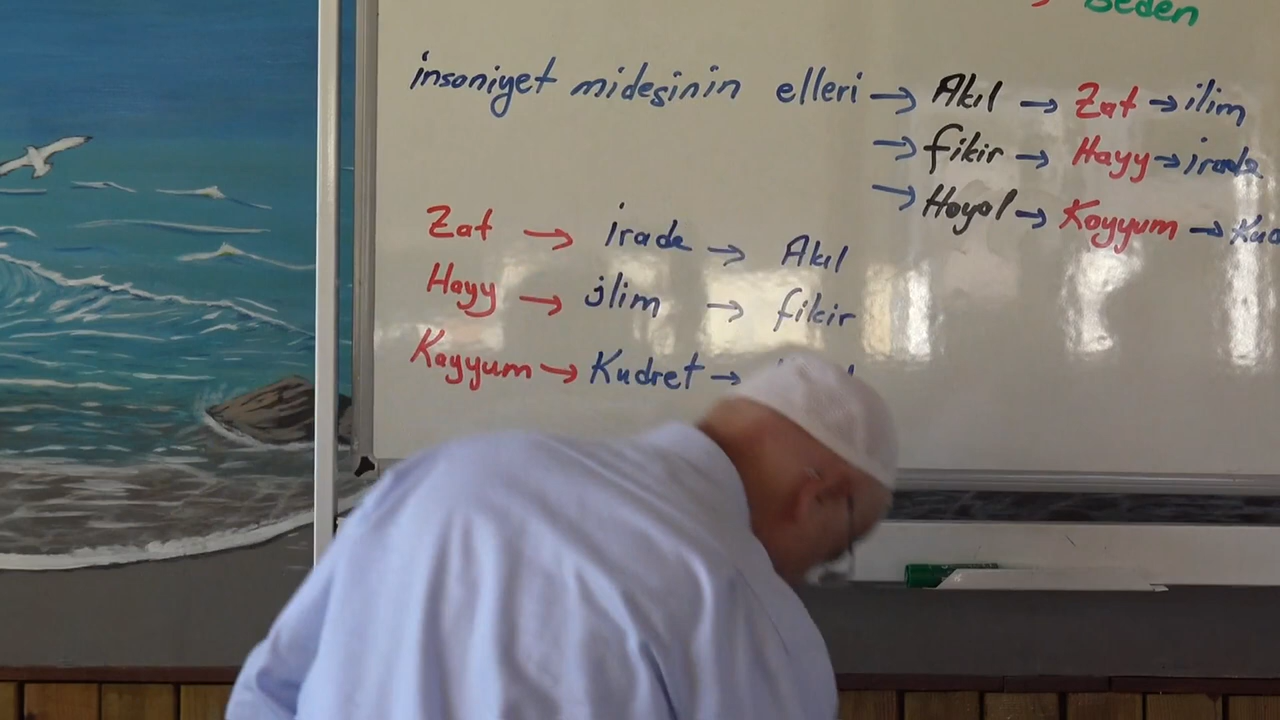 Beden
insaniyet midesinin elleri → Akıl → Zat → ilim
→ fikir → Hayy → irade
→ Hayal → Kayyum →
Zat → irade → Akıl
Hayy → ilim → fikir
Kayyum → Kudret →